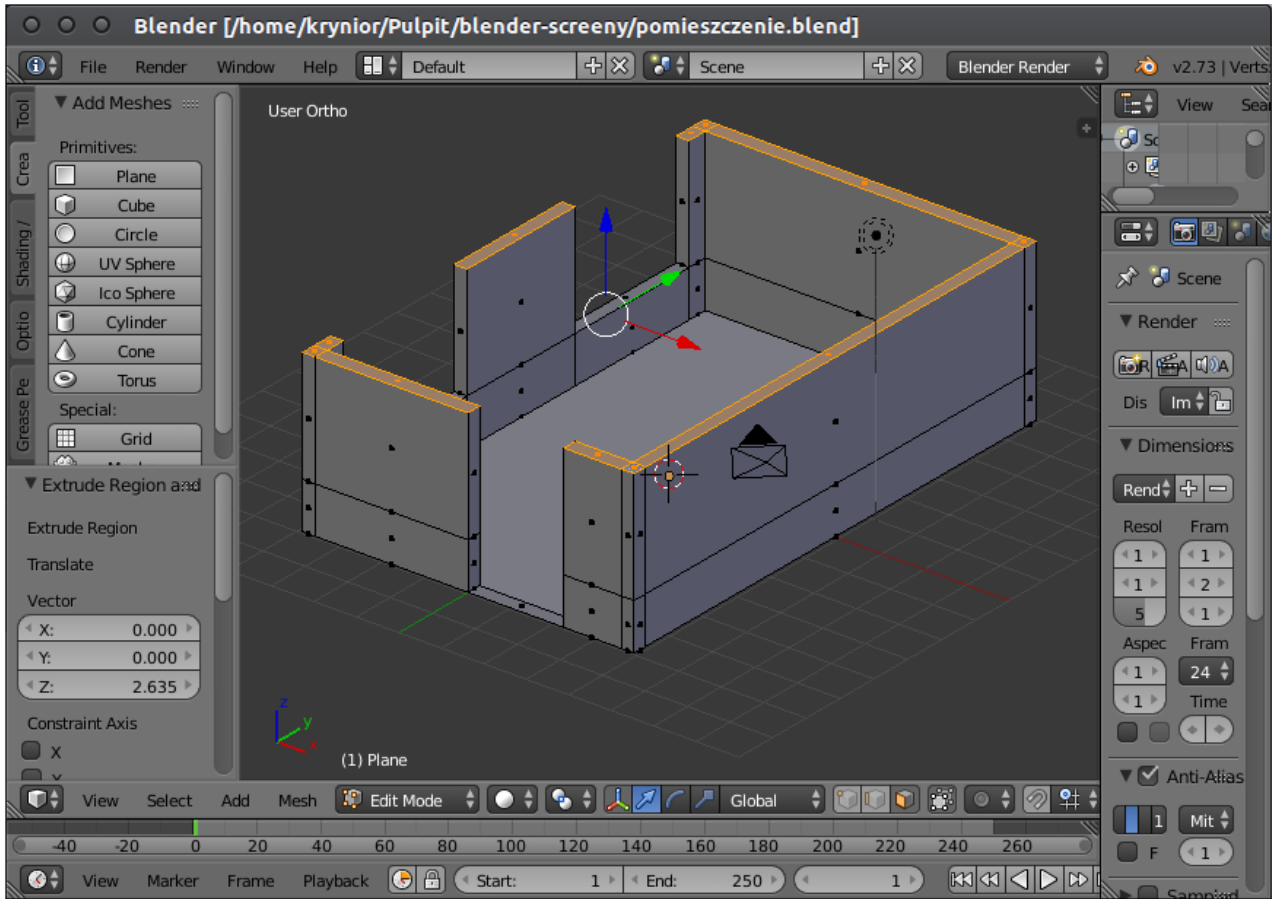 Blender [/home/krynior/Pulpit/blender-screeny/pomieszczenie.blend]
File Render Window Help Default Scene Blender Render v2.73 | Verts:
Tool
Crea
Shading /
Optio
Grease Pe
Add Meshes
Primitives:
Plane
Cube
Circle
UV Sphere
Ico Sphere
Cylinder
Cone
Torus
Special:
Grid
Extrude Region and
Extrude Region
Translate
Vector
X: 0.000
Y: 0.000
Z: 2.635
Constraint Axis
X
User Ortho
z
y
x
(1) Plane
View Select Add Mesh Edit Mode Global
-40 -20 0 20 40 60 80 100 120 140 160 180 200 220 240 260
View Marker Frame Playback Start: 1 End: 250 1
View Sea
Sc
Scene
Render
R A A
Dis Im
Dimensions
Rend
Resol Fram
1 1
1 2
5 1
Aspec Fram
1 24
1 Time
Anti-Alias
1 Mit
F 1
Sampled